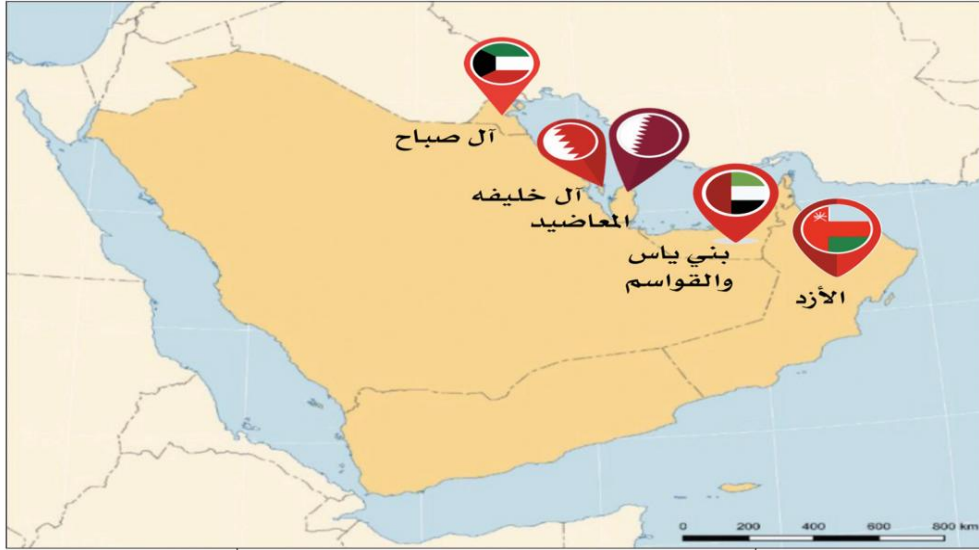 آل صباح
آل خليفه
المعاضيد
بني ياس
والقواسم
الأزد
0 200 400 600 800 km